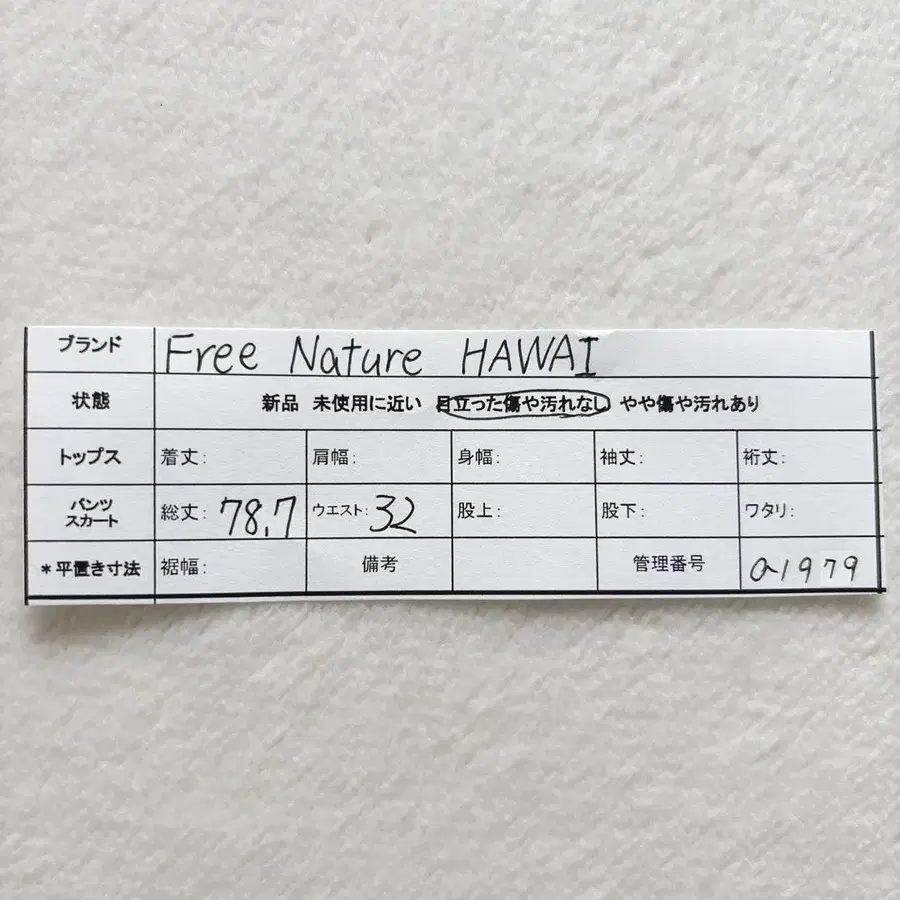 ブランド Free Nature HAWAI
状態 新品 未使用に近い 目立った傷や汚れなし やや傷や汚れあり
トップス 着丈: 肩幅: 身幅: 袖丈: 裄丈:
パンツ スカート 総丈: 78.7 ウエスト: 32 股上: 股下: ワタリ:
*平置き寸法 裾幅: 備考 管理番号 a1979